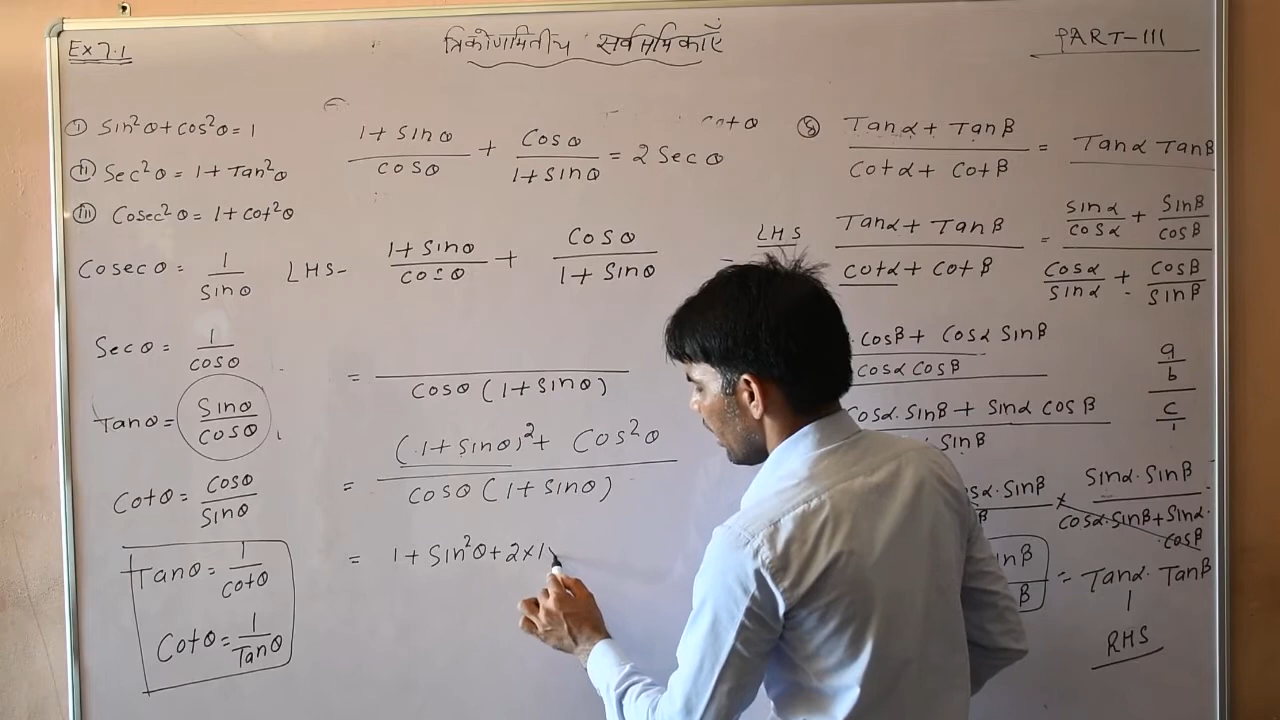 Ex 7.1
त्रिकोणमितीय सर्वसमिकाएँ
PART-III
① Sin²θ + cos²θ = 1
② Sec²θ = 1 + Tan²θ
③ Cosec²θ = 1 + cot²θ
Cosecθ = 1/Sinθ
Secθ = 1/cosθ
Tanθ = Sinθ/cosθ
Cotθ = Cosθ/Sinθ
Tanθ = 1/cotθ
Cotθ = 1/Tanθ
cotθ
(1 + Sinθ)/cosθ + Cosθ/(1 + Sinθ) = 2 Secθ
LHS- (1 + Sinθ)/cosθ + Cosθ/(1 + Sinθ) =
= /cosθ (1 + Sinθ)
= ((1 + Sinθ)² + Cos²θ)/cosθ (1 + Sinθ)
= 1 + Sin²θ + 2 × 1
⑧ (Tanα + Tanβ)/(Cotα + Cotβ) = Tanα Tanβ
LHS (Tanα + Tanβ)/(cotα + cotβ) = (Sinα/cosα + Sinβ/cosβ)/(Cosα/Sinα + Cosβ/Sinβ)
. cosβ + Cosα Sinβ
cosα cosβ
Cosα. Sinβ + Sinα cosβ
. Sinβ
a/b
c/1
sα. Sinβ
β
× Sinα. Sinβ/(cosα. Sinβ + Sinα. cosβ)
inβ
β
= Tanα. Tanβ
RHS